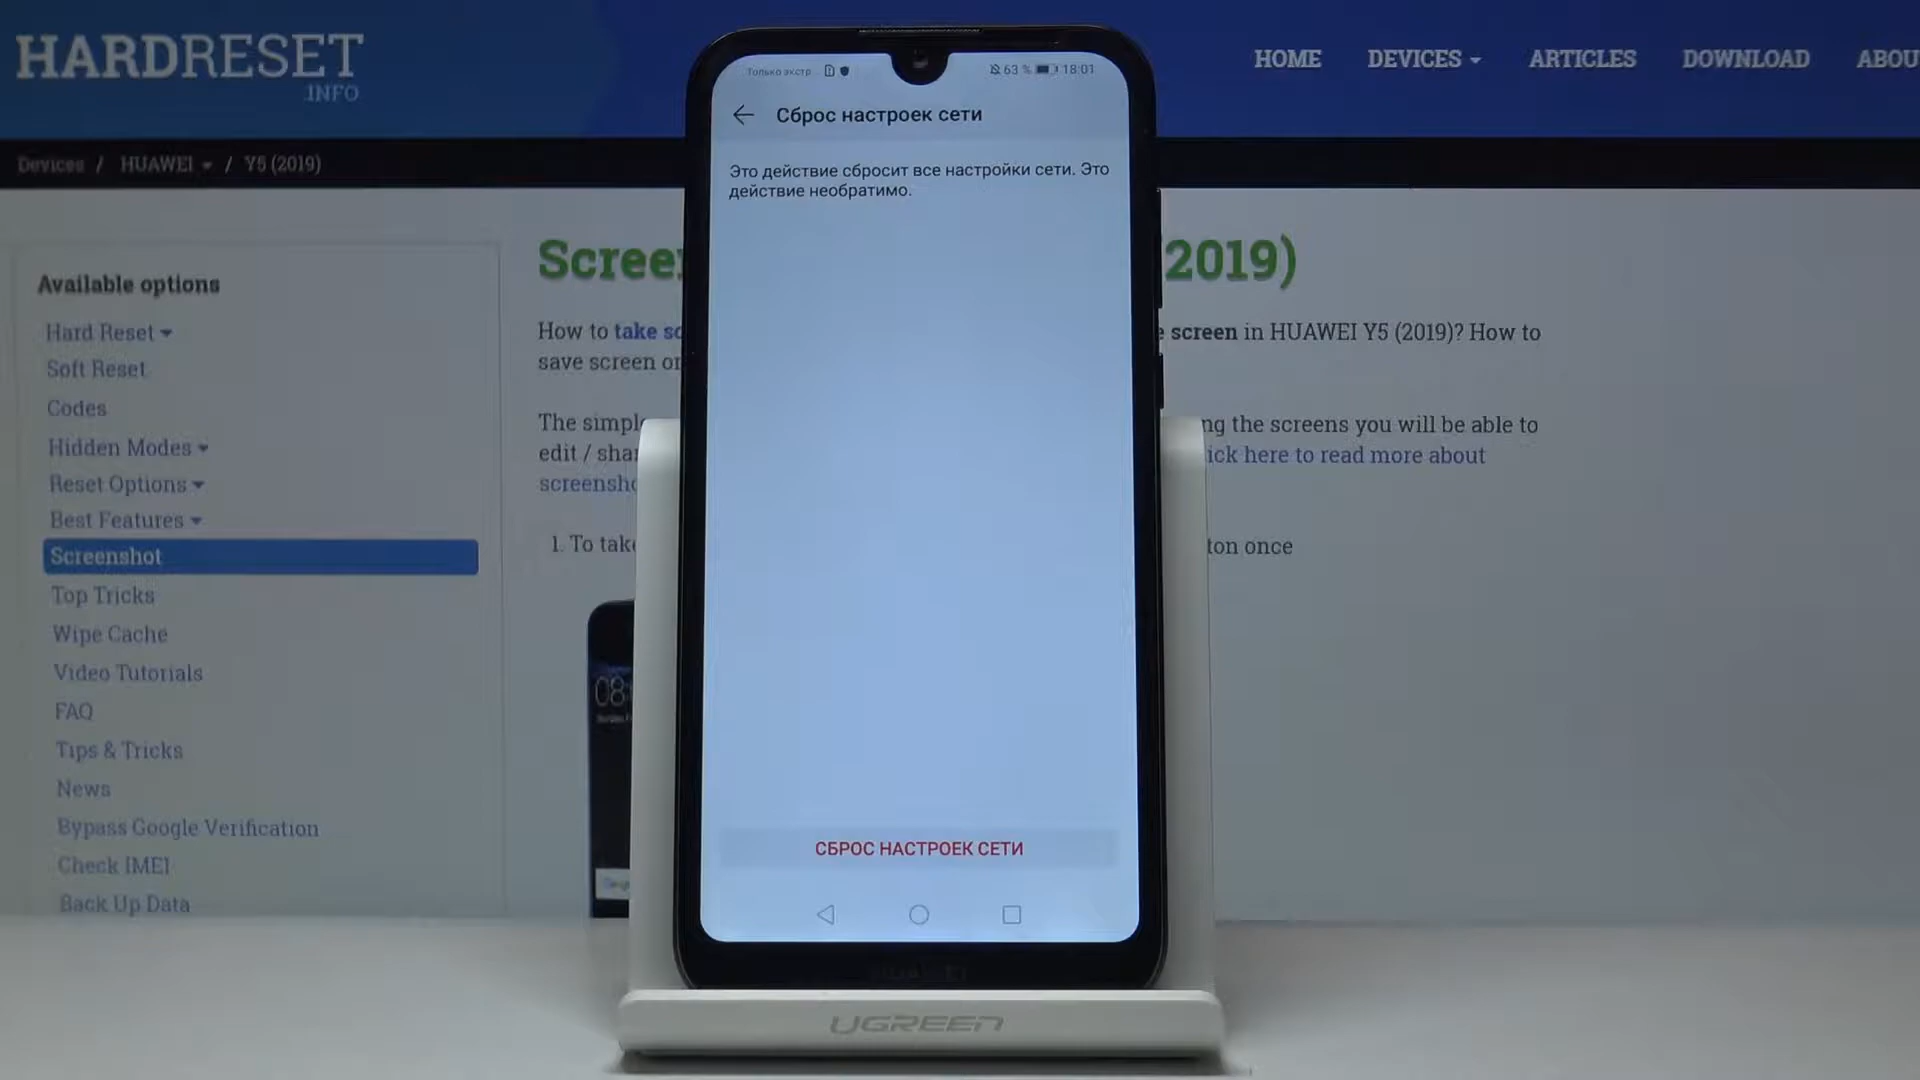 HARDRESET
.INFO
HOME DEVICES ARTICLES DOWNLOAD ABOU
Devices / HUAWEI / Y5 (2019)
Только экстр 63 % 18:01
Сброс настроек сети
Это действие сбросит все настройки сети. Это
действие необратимо.
СБРОС НАСТРОЕК СЕТИ
Available options
Hard Reset
Soft Reset
Codes
Hidden Modes
Reset Options
Best Features
Screenshot
Top Tricks
Wipe Cache
Video Tutorials
FAQ
Tips & Tricks
News
Bypass Google Verification
Check IMEI
Back Up Data
Scree 2019)
How to take sc screen in HUAWEI Y5 (2019)? How to
save screen or
The simple ng the screens you will be able to
edit / shar ick here to read more about
screensho
1. To take ton once
08
HUAWEI
UGREEN